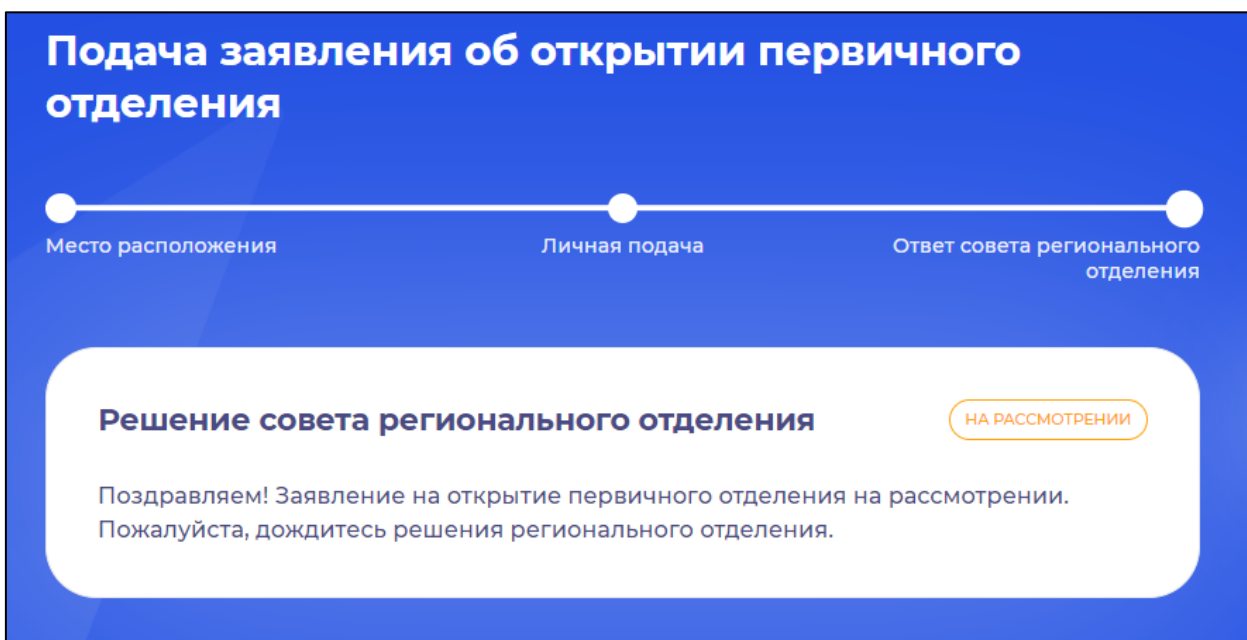 Подача заявления об открытии первичного
отделения
Место расположения
Личная подача
Ответ совета регионального
отделения
Решение совета регионального отделения
НА РАССМОТРЕНИИ
Поздравляем! Заявление на открытие первичного отделения на рассмотрении.
Пожалуйста, дождитесь решения регионального отделения.